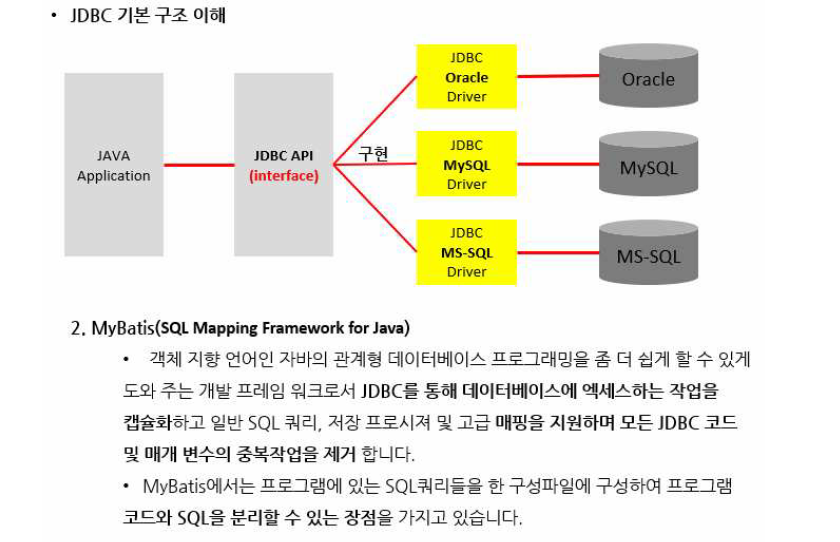 • JDBC 기본 구조 이해
JAVA
Application
JDBC API
(interface)
구현
JDBC
Oracle
Driver
Oracle
JDBC
MySQL
Driver
MySQL
JDBC
MS-SQL
Driver
MS-SQL
2. MyBatis(SQL Mapping Framework for Java)
• 객체 지향 언어인 자바의 관계형 데이터베이스 프로그래밍을 좀 더 쉽게 할 수 있게
도와 주는 개발 프레임 워크로서 JDBC를 통해 데이터베이스에 엑세스하는 작업을
캡슐화하고 일반 SQL 쿼리, 저장 프로시져 및 고급 매핑을 지원하며 모든 JDBC 코드
및 매개 변수의 중복작업을 제거 합니다.
• MyBatis에서는 프로그램에 있는 SQL쿼리들을 한 구성파일에 구성하여 프로그램
코드와 SQL을 분리할 수 있는 장점을 가지고 있습니다.